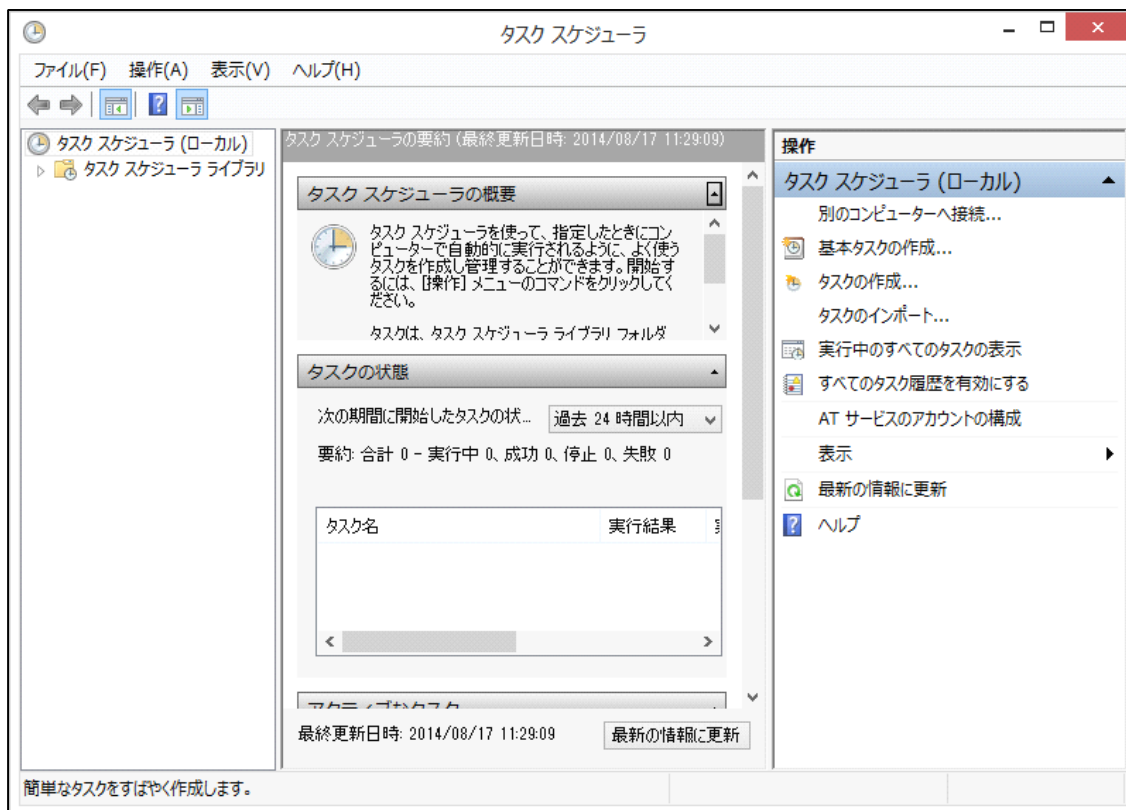 タスク スケジューラ
ファイル(F) 操作(A) 表示(V) ヘルプ(H)
タスク スケジューラ (ローカル)
タスク スケジューラ ライブラリ
タスク スケジューラの要約 (最終更新日時: 2014/08/17 11:29:09)
タスク スケジューラの概要
タスク スケジューラを使って、指定したときにコン
ピューターで自動的に実行されるように、よく使う
タスクを作成し管理することができます。開始す
るには、[操作] メニューのコマンドをクリックしてく
ださい。
タスクは、タスク スケジューラ ライブラリ フォルダ
タスクの状態
次の期間に開始したタスクの状... 過去 24 時間以内
要約: 合計 0 - 実行中 0、成功 0、停止 0、失敗 0
タスク名 実行結果
アクティブなタスク
最終更新日時: 2014/08/17 11:29:09 最新の情報に更新
操作
タスク スケジューラ (ローカル)
別のコンピューターへ接続...
基本タスクの作成...
タスクの作成...
タスクのインポート...
実行中のすべてのタスクの表示
すべてのタスク履歴を有効にする
AT サービスのアカウントの構成
表示
最新の情報に更新
ヘルプ
簡単なタスクをすばやく作成します。